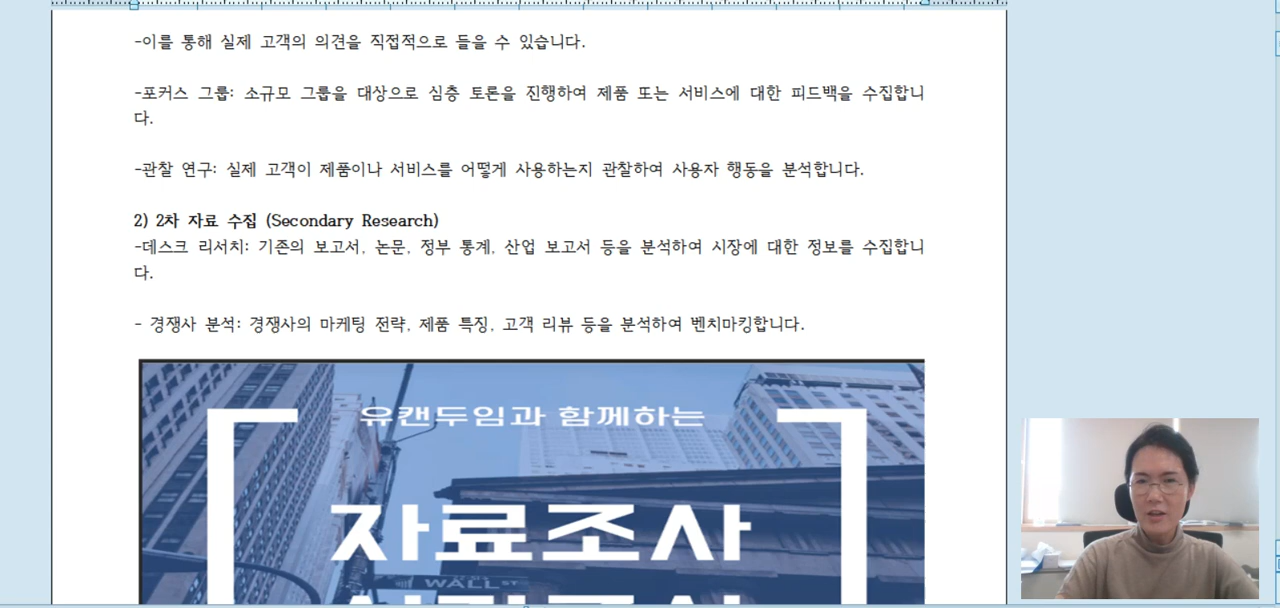 -이를 통해 실제 고객의 의견을 직접적으로 들을 수 있습니다.
-포커스 그룹: 소규모 그룹을 대상으로 심층 토론을 진행하여 제품 또는 서비스에 대한 피드백을 수집합니
다.
-관찰 연구: 실제 고객이 제품이나 서비스를 어떻게 사용하는지 관찰하여 사용자 행동을 분석합니다.
2) 2차 자료 수집 (Secondary Research)
-데스크 리서치: 기존의 보고서, 논문, 정부 통계, 산업 보고서 등을 분석하여 시장에 대한 정보를 수집합니
다.
- 경쟁사 분석: 경쟁사의 마케팅 전략, 제품 특징, 고객 리뷰 등을 분석하여 벤치마킹합니다.
유캔두임과 함께하는
자료조사
WALL ST